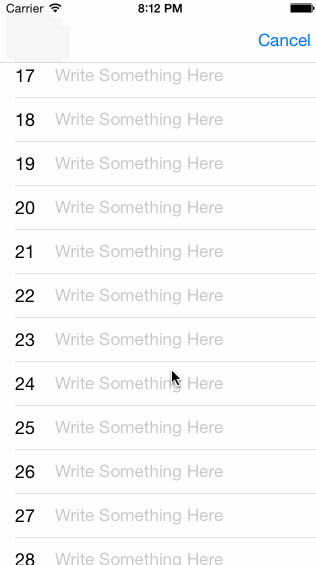 Carrier 8:12 PM
Cancel
17 Write Something Here
18 Write Something Here
19 Write Something Here
20 Write Something Here
21 Write Something Here
22 Write Something Here
23 Write Something Here
24 Write Something Here
25 Write Something Here
26 Write Something Here
27 Write Something Here
28 Write Something Here